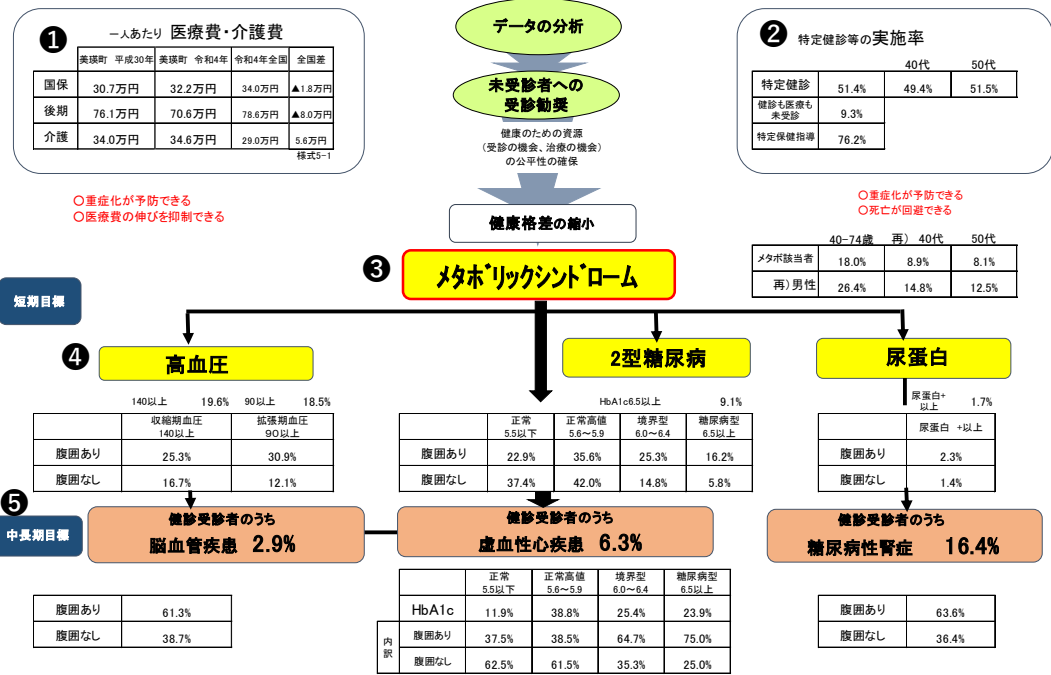 ❶ 一人あたり 医療費・介護費
美瑛町 平成30年 美瑛町 令和4年 令和4年全国 全国差
国保 30.7万円 32.2万円 34.0万円 ▲1.8万円
後期 76.1万円 70.6万円 78.6万円 ▲8.0万円
介護 34.0万円 34.6万円 29.0万円 5.6万円
様式5-1
○重症化が予防できる
○医療費の伸びを抑制できる
データの分析
未受診者への
受診勧奨
健康のための資源
(受診の機会、治療の機会)
の公平性の確保
健康格差の縮小
❷ 特定健診等の実施率
40代 50代
特定健診 51.4% 49.4% 51.5%
健診も医療も
未受診 9.3%
特定保健指導 76.2%
○重症化が予防できる
○死亡が回避できる
40-74歳 再) 40代 50代
メタボ該当者 18.0% 8.9% 8.1%
再)男性 26.4% 14.8% 12.5%
❸ メタボリックシンドローム
短期目標
❹ 高血圧
140以上 19.6% 90以上 18.5%
収縮期血圧 拡張期血圧
140以上 90以上
腹囲あり 25.3% 30.9%
腹囲なし 16.7% 12.1%
2型糖尿病
HbA1c6.5以上 9.1%
正常 正常高値 境界型 糖尿病型
5.5以下 5.6~5.9 6.0~6.4 6.5以上
腹囲あり 22.9% 35.6% 25.3% 16.2%
腹囲なし 37.4% 42.0% 14.8% 5.8%
尿蛋白
尿蛋白+
以上 1.7%
尿蛋白 +以上
腹囲あり 2.3%
腹囲なし 1.4%
❺
中長期目標
健診受診者のうち
脳血管疾患 2.9%
健診受診者のうち
虚血性心疾患 6.3%
健診受診者のうち
糖尿病性腎症 16.4%
腹囲あり 61.3%
腹囲なし 38.7%
正常 正常高値 境界型 糖尿病型
5.5以下 5.6~5.9 6.0~6.4 6.5以上
HbA1c 11.9% 38.8% 25.4% 23.9%
内訳 腹囲あり 37.5% 38.5% 64.7% 75.0%
腹囲なし 62.5% 61.5% 35.3% 25.0%
腹囲あり 63.6%
腹囲なし 36.4%